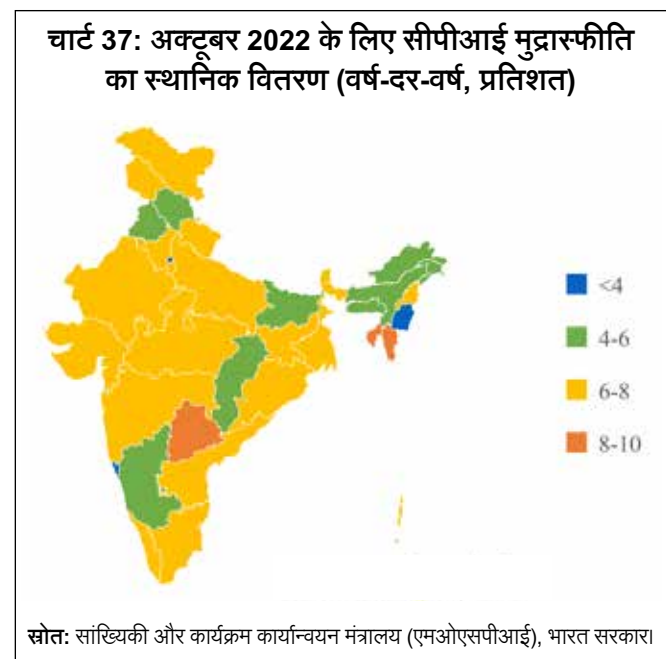 चार्ट 37: अक्टूबर 2022 के लिए सीपीआई मुद्रास्फीति
का स्थानिक वितरण (वर्ष-दर-वर्ष, प्रतिशत)
<4
4-6
6-8
8-10
स्रोत: सांख्यिकी और कार्यक्रम कार्यान्वयन मंत्रालय (एमओएसपीआई), भारत सरकार।